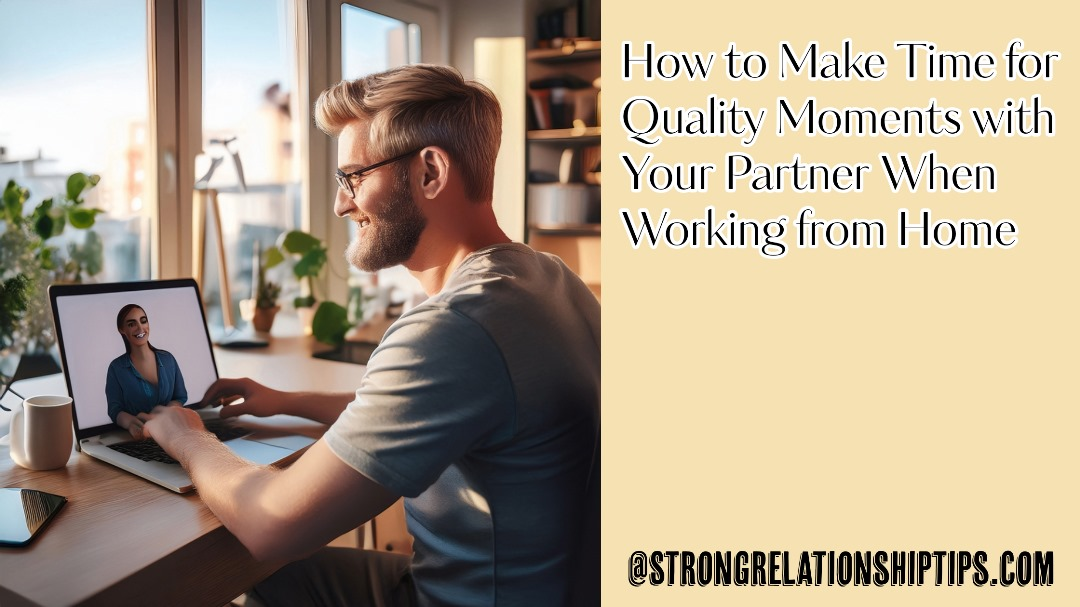 How to Make Time for
Quality Moments with
Your Partner When
Working from Home
@STRONGRELATIONSHIPTIPS.COM